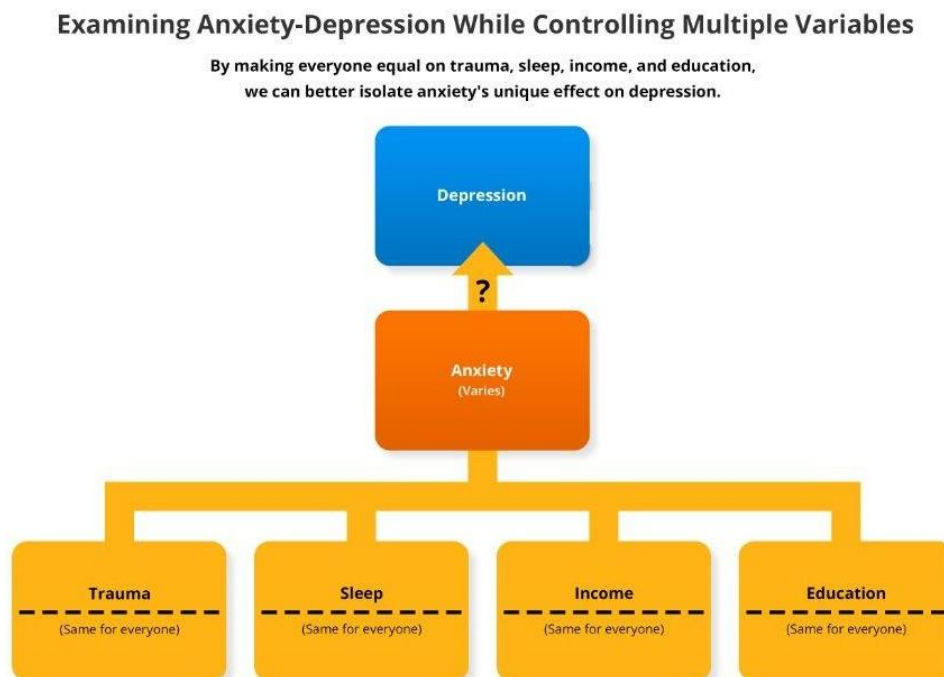 Examining Anxiety-Depression While Controlling Multiple Variables
By making everyone equal on trauma, sleep, income, and education,
we can better isolate anxiety's unique effect on depression.
Depression
?
Anxiety
(Varies)
Trauma
(Same for everyone)
Sleep
(Same for everyone)
Income
(Same for everyone)
Education
(Same for everyone)